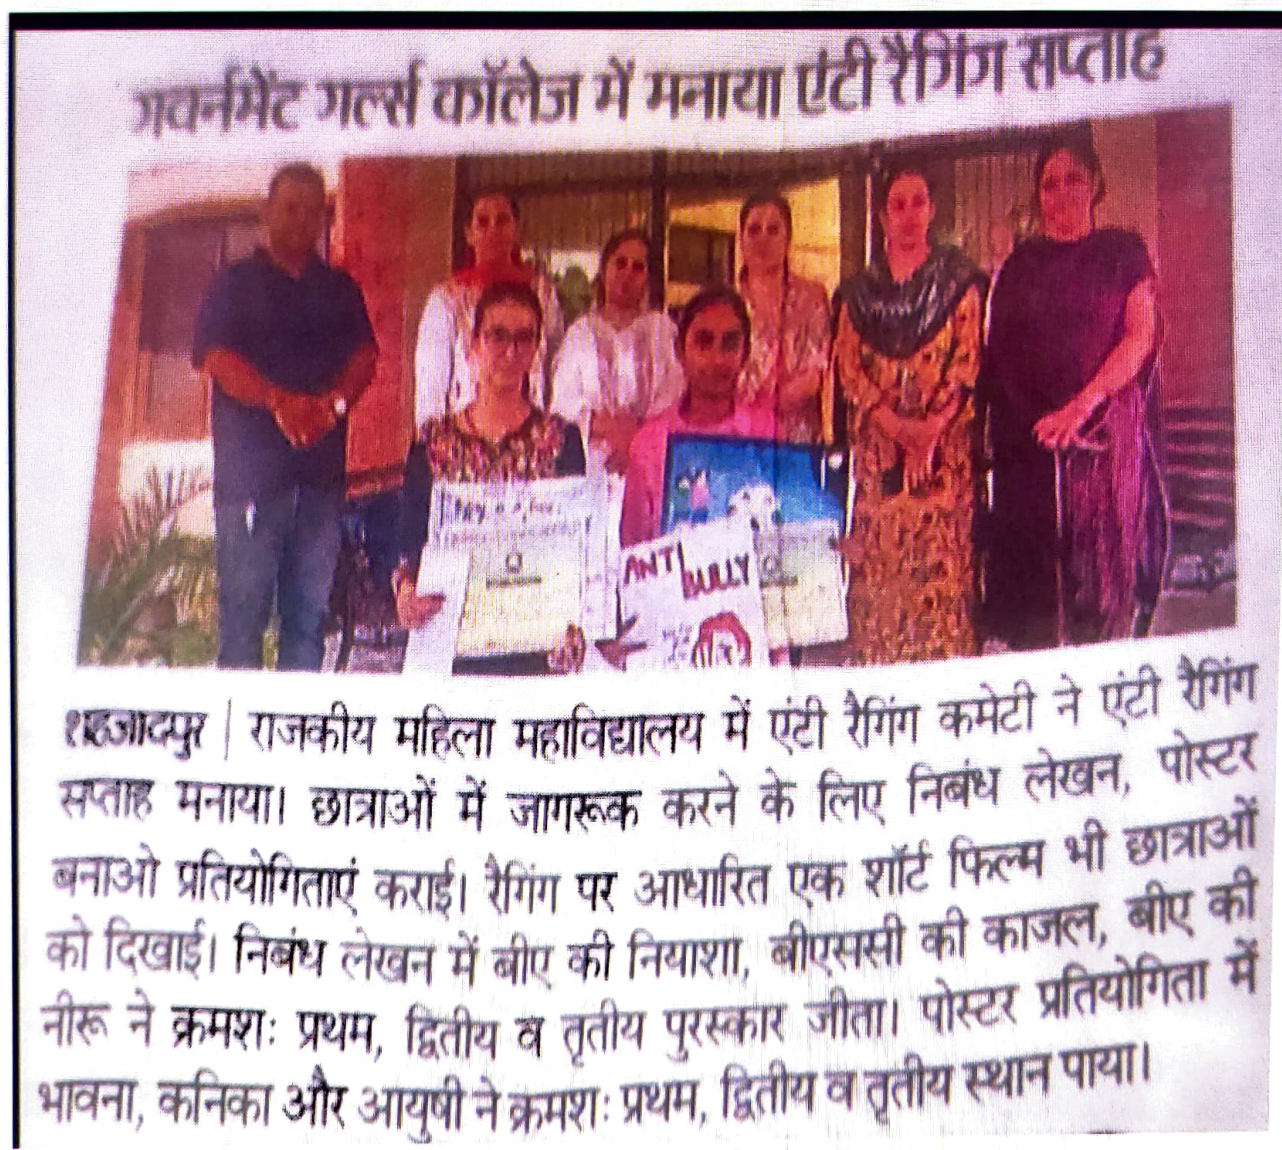 गवर्नमेंट गर्ल्स कॉलेज में मनाया एंटी रैगिंग सप्ताह
ANTI BULLY
शहजादपुर | राजकीय महिला महाविद्यालय में एंटी रैगिंग कमेटी ने एंटी रैगिंग
सप्ताह मनाया। छात्राओं में जागरूक करने के लिए निबंध लेखन, पोस्टर
बनाओ प्रतियोगिताएं कराई। रैगिंग पर आधारित एक शॉर्ट फिल्म भी छात्राओं
को दिखाई। निबंध लेखन में बीए की नियाशा, बीएससी की काजल, बीए की
नीरू ने क्रमशः प्रथम, द्वितीय व तृतीय पुरस्कार जीता। पोस्टर प्रतियोगिता में
भावना, कनिका और आयुषी ने क्रमशः प्रथम, द्वितीय व तृतीय स्थान पाया।